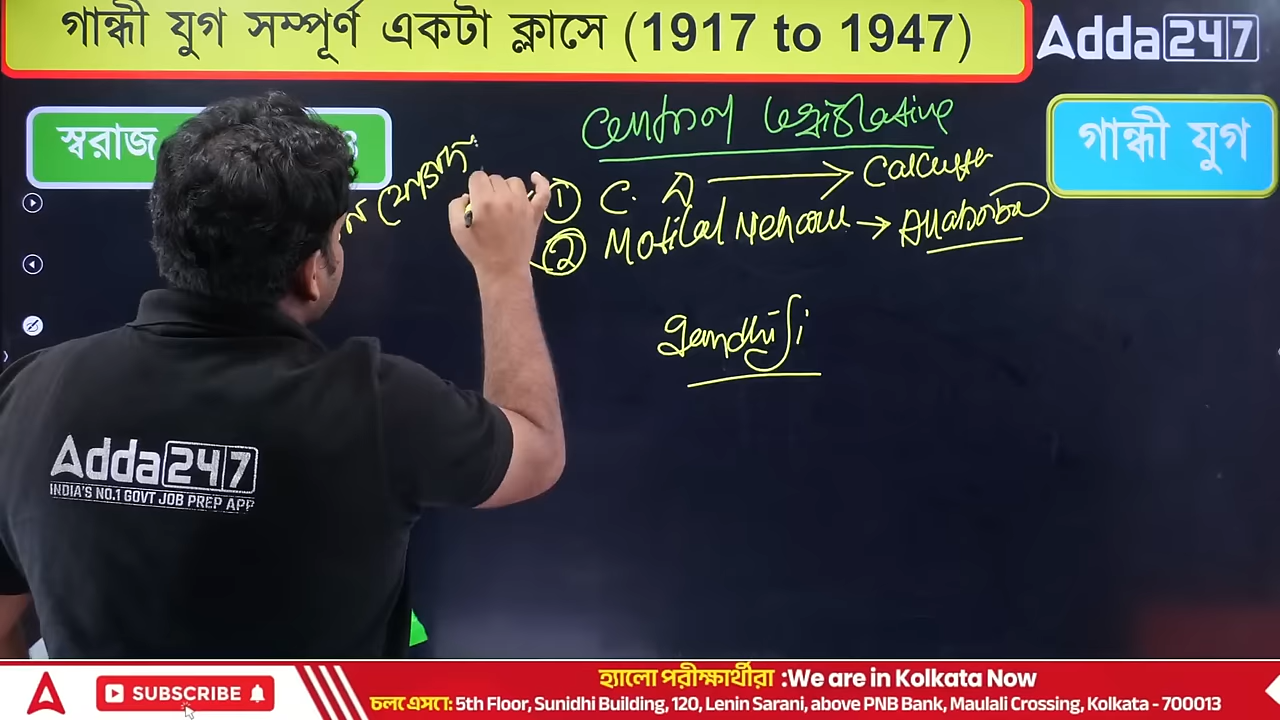 গান্ধী যুগ সম্পূর্ণ একটা ক্লাসে (1917 to 1947)
Adda247
স্বরাজ
গান্ধী যুগ
Central Legislative
① C. R → Calcutta
② Motilal Nehru → Allahaba
Gandhiji
Adda247
INDIA'S NO.1 GOVT JOB PREP APP
SUBSCRIBE
হ্যালো পরীক্ষার্থীরা :We are in Kolkata Now
চলে এসো: 5th Floor, Sunidhi Building, 120, Lenin Sarani, above PNB Bank, Maulali Crossing, Kolkata - 700013